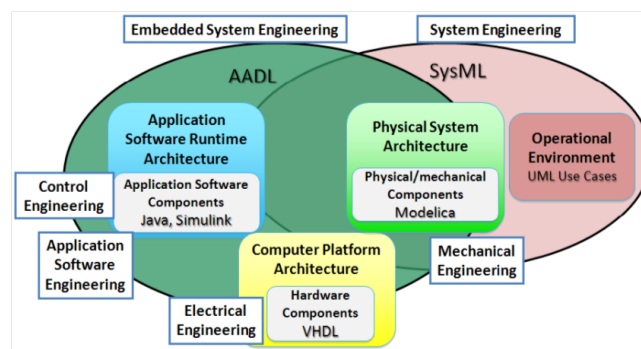 Embedded System Engineering
System Engineering
AADL
SysML
Application
Software Runtime
Architecture
Application Software
Components
Java, Simulink
Physical System
Architecture
Physical/mechanical
Components
Modelica
Operational
Environment
UML Use Cases
Control
Engineering
Application
Software
Engineering
Computer Platform
Architecture
Hardware
Components
VHDL
Electrical
Engineering
Mechanical
Engineering